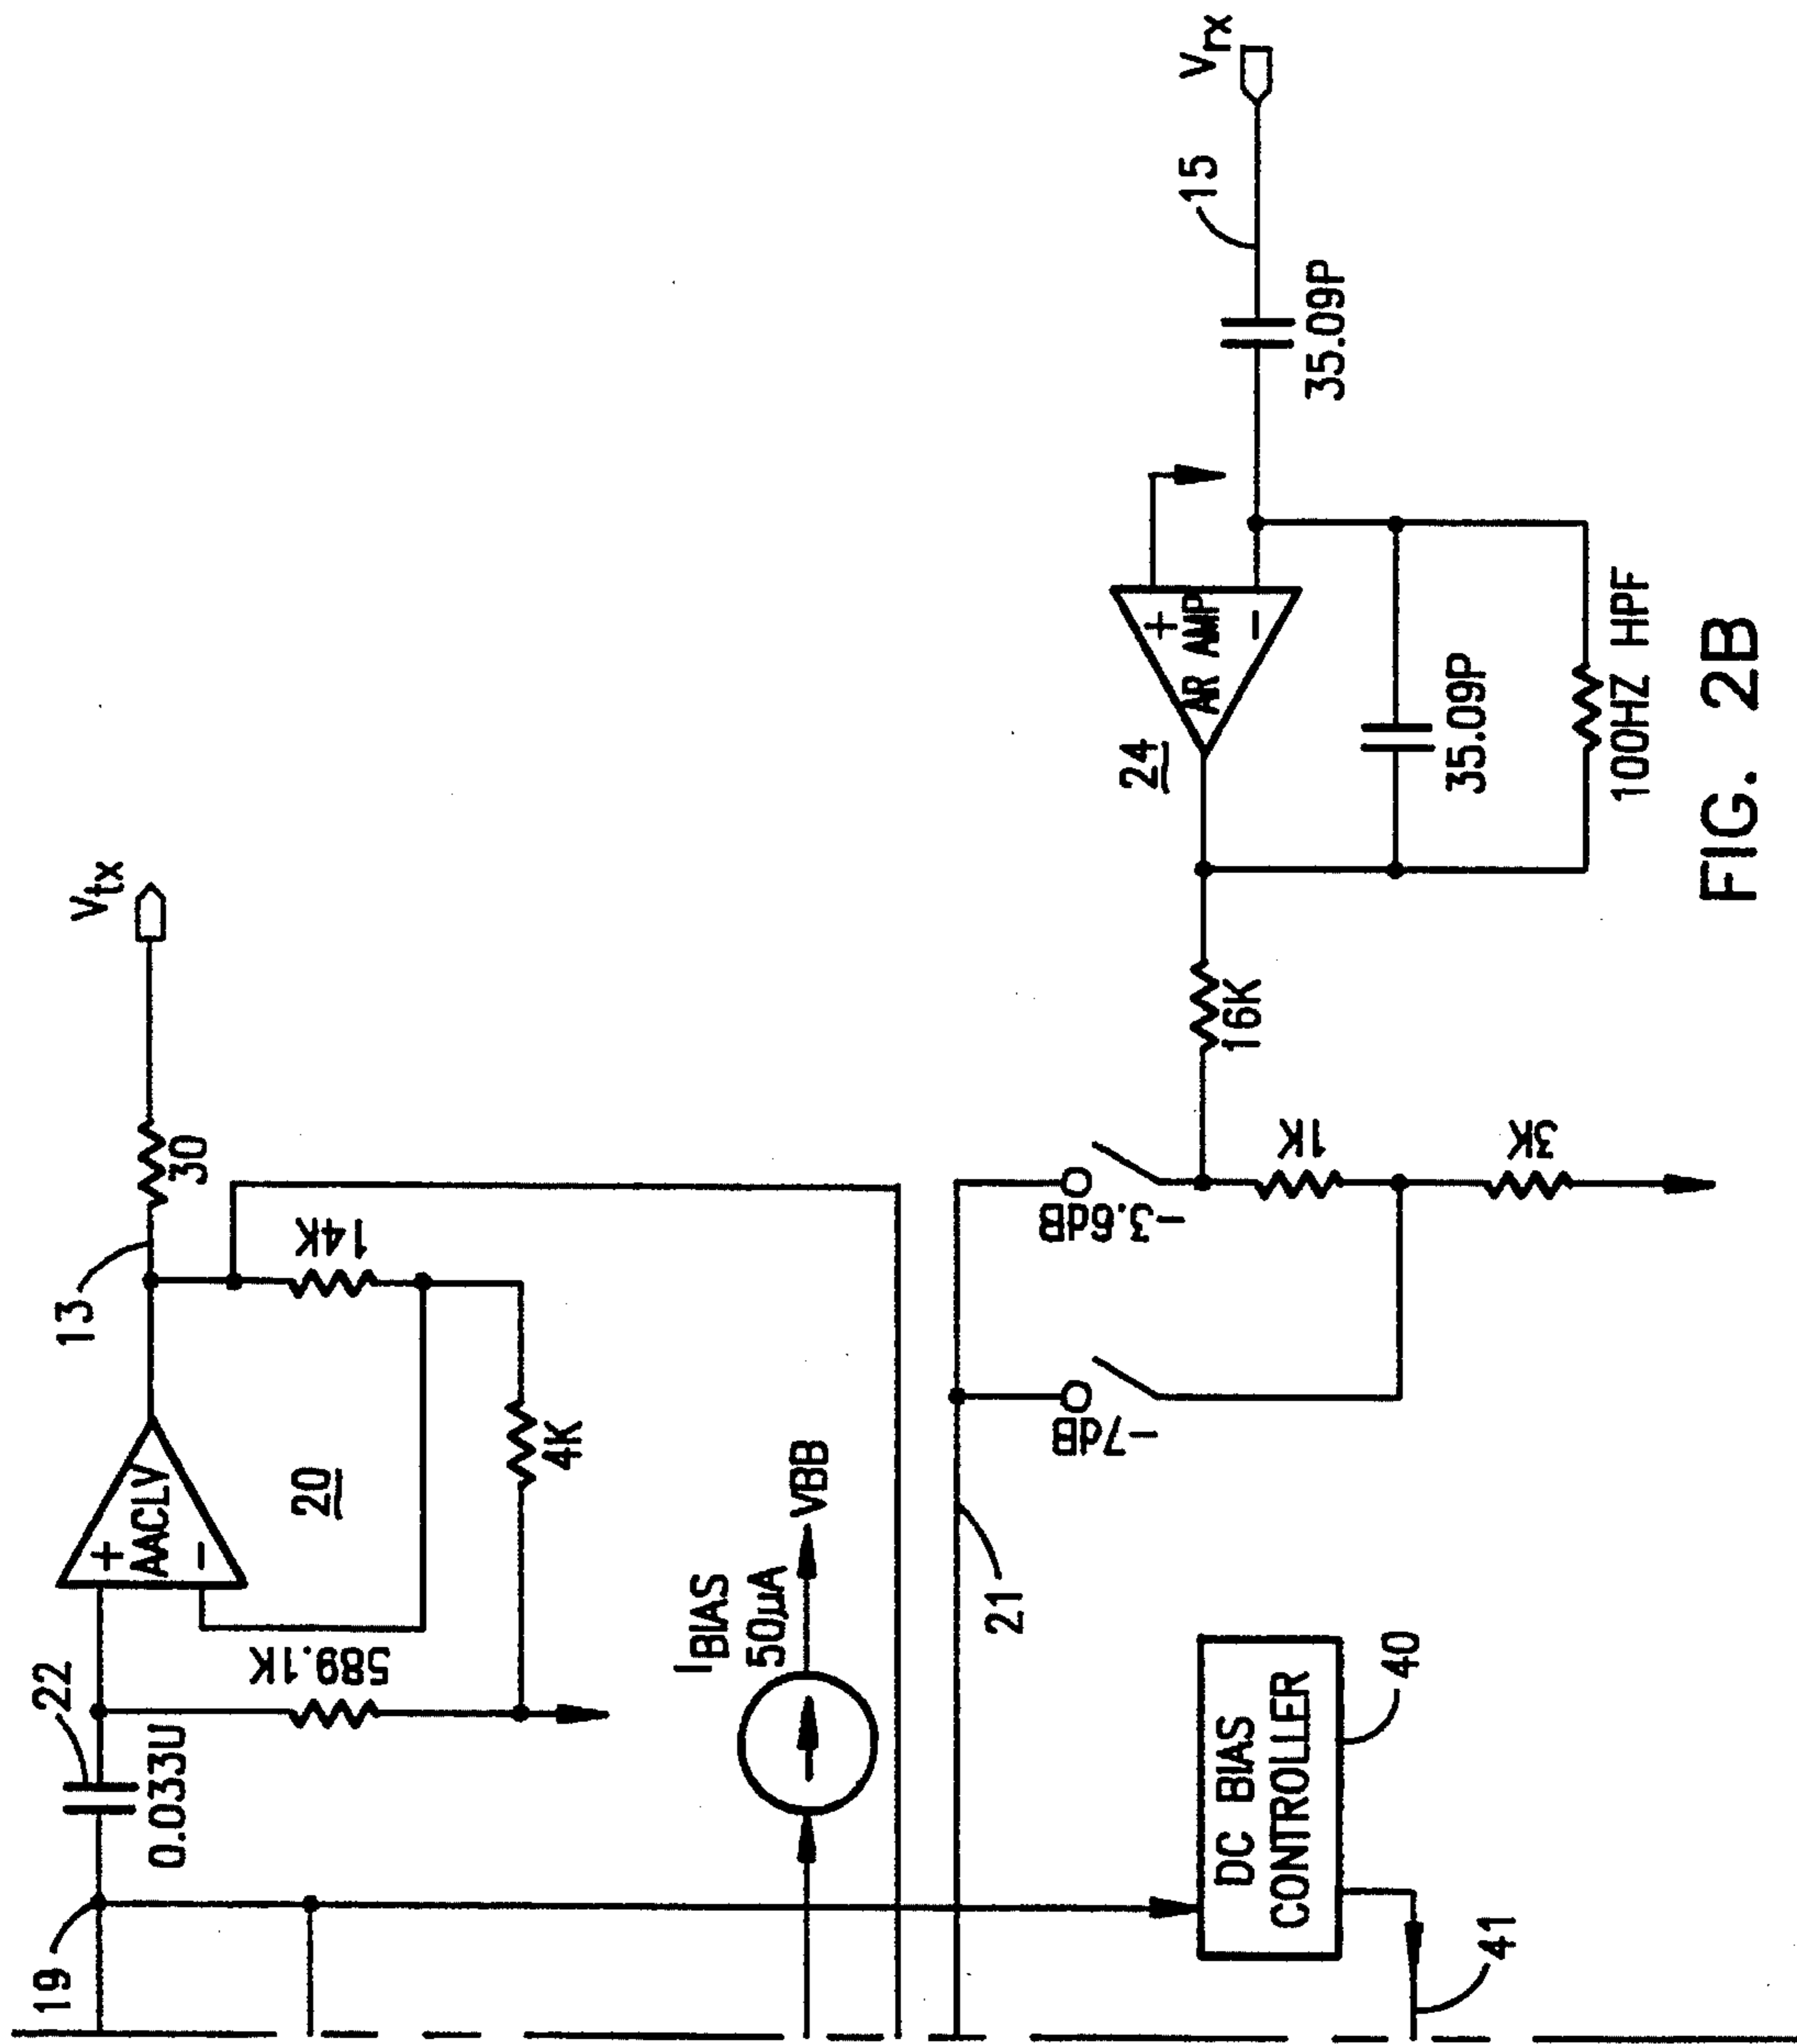 Vtx
13
30
14K
22
0.033U
589.1K
+
AACLV
−
20
4K
19
IBIAS
50µA
VBB
21
-7dB
-3.6dB
1K
3K
16K
24
+
AR AMP
−
35.09P
100HZ HPF
35.09P
15
Vrx
DC BIAS
CONTROLLER
40
41
FIG. 2B